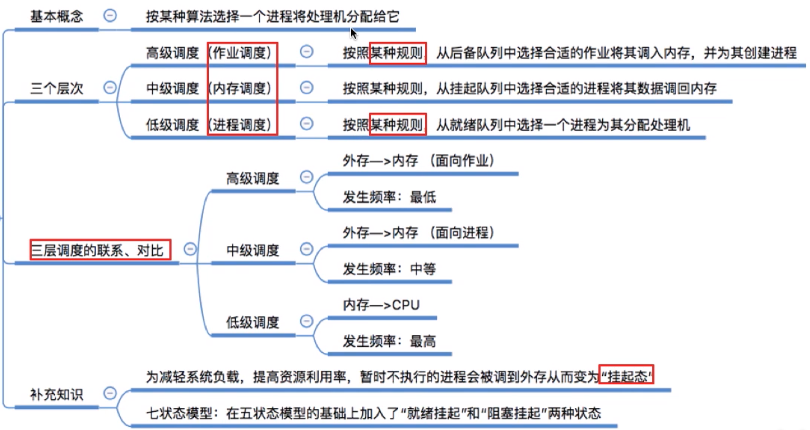 基本概念
按某种算法选择一个进程将处理机分配给它
三个层次
高级调度（作业调度）
按照某种规则，从后备队列中选择合适的作业将其调入内存，并为其创建进程
中级调度（内存调度）
按照某种规则，从挂起队列中选择合适的进程将其数据调回内存
低级调度（进程调度）
按照某种规则，从就绪队列中选择一个进程为其分配处理机
三层调度的联系、对比
高级调度
外存—>内存 （面向作业）
发生频率：最低
中级调度
外存—>内存 （面向进程）
发生频率：中等
低级调度
内存—>CPU
发生频率：最高
补充知识
为减轻系统负载，提高资源利用率，暂时不执行的进程会被调到外存从而变为“挂起态”
七状态模型：在五状态模型的基础上加入了“就绪挂起”和“阻塞挂起”两种状态